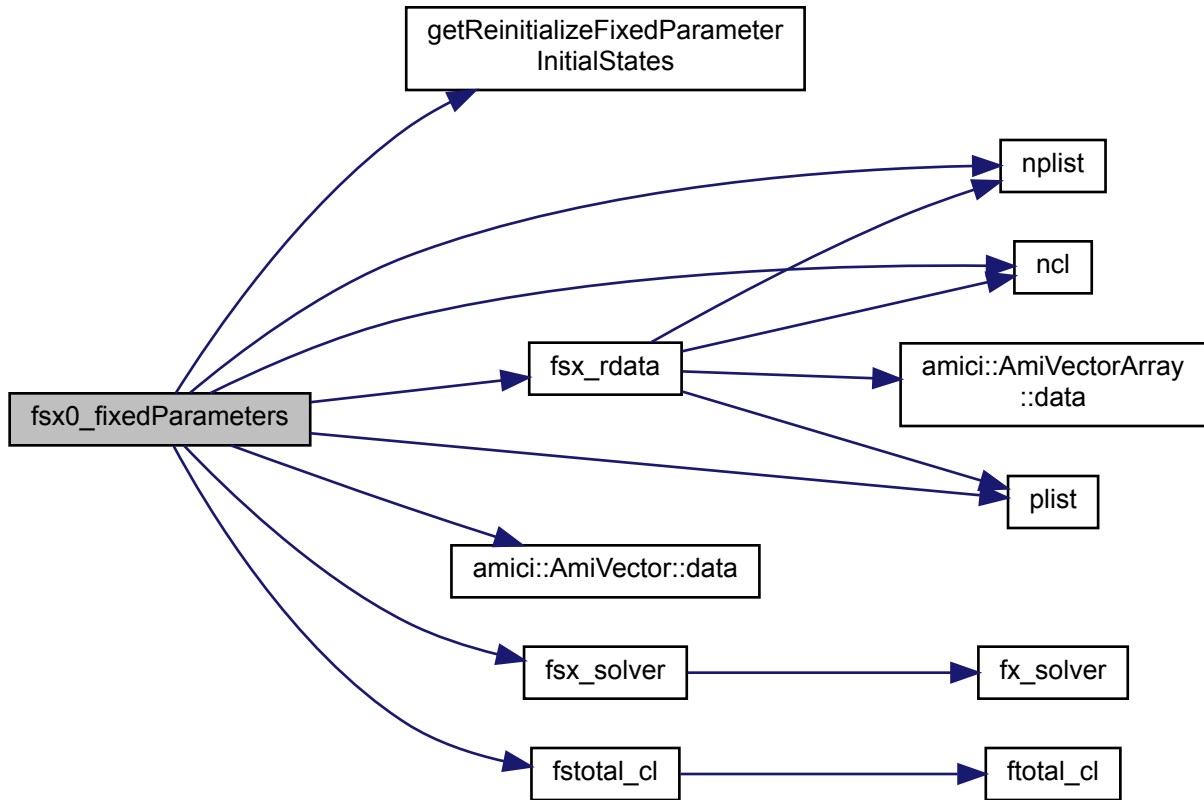 getReinitializeFixedParameter
InitialStates
nplist
ncl
fsx_rdata
amici::AmiVectorArray
::data
fsx0_fixedParameters
plist
amici::AmiVector::data
fsx_solver
fx_solver
fstotal_cl
ftotal_cl